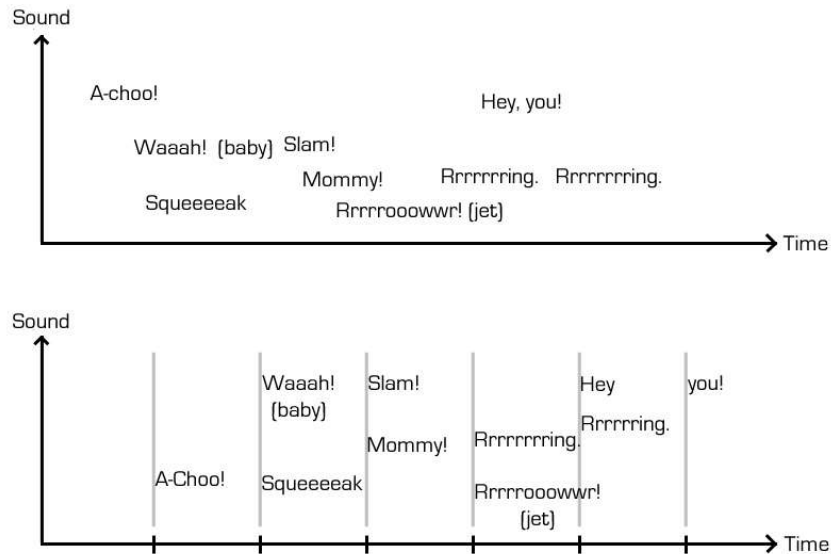 Sound
A-choo!
Hey, you!
Waaah! (baby) Slam!
Mommy! Rrrrrrring. Rrrrrrrring.
Squeeeeak
Rrrrrooowwr! (jet)
Time
Sound
Waaah! Slam! Hey you!
(baby)
Rrrrrring.
Rrrrrrrring.
Mommy!
A-Choo! Squeeeeak
Rrrrrooowwr!
(jet)
Time